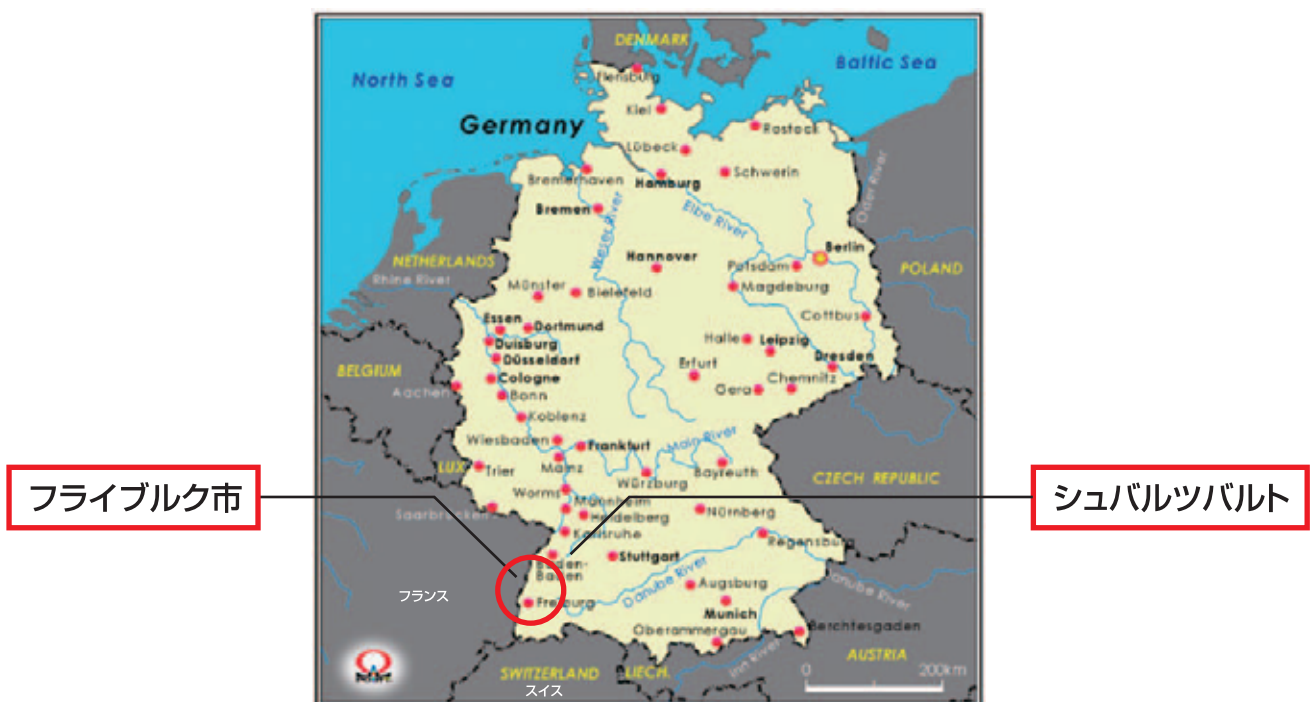 DENMARK
Baltic Sea
North Sea
Flensburg
Kiel
Germany
Rostock
Lübeck
Schwerin
Bremerhaven
Hamburg
Oder River
Bremen
Elbe River
Weser River
Berlin
Hannover
NETHERLANDS
Potsdam
POLAND
Rhine River
Münster
Bielefeld
Magdeburg
Cottbus
Essen
Dortmund
Duisburg
Halle
Leipzig
Düsseldorf
Dresden
Erfurt
BELGIUM
Cologne
Chemnitz
Aachen
Bonn
Gera
Koblenz
Wiesbaden
Frankfurt
Main River
LUX
Trier
Mainz
Bayreuth
CZECH REPUBLIC
Würzburg
フライブルク市
シュバルツバルト
Worms
Mannheim
Saarbrücken
Heidelberg
Nürnberg
Karlsruhe
Regensburg
Stuttgart
Baden-
Baden
Danube River
Augsburg
Danube River
フランス
Freiburg
Munich
Oberammergau
Berchtesgaden
Inn River
AUSTRIA
SWITZERLAND
LIECH.
スイス
0 200km